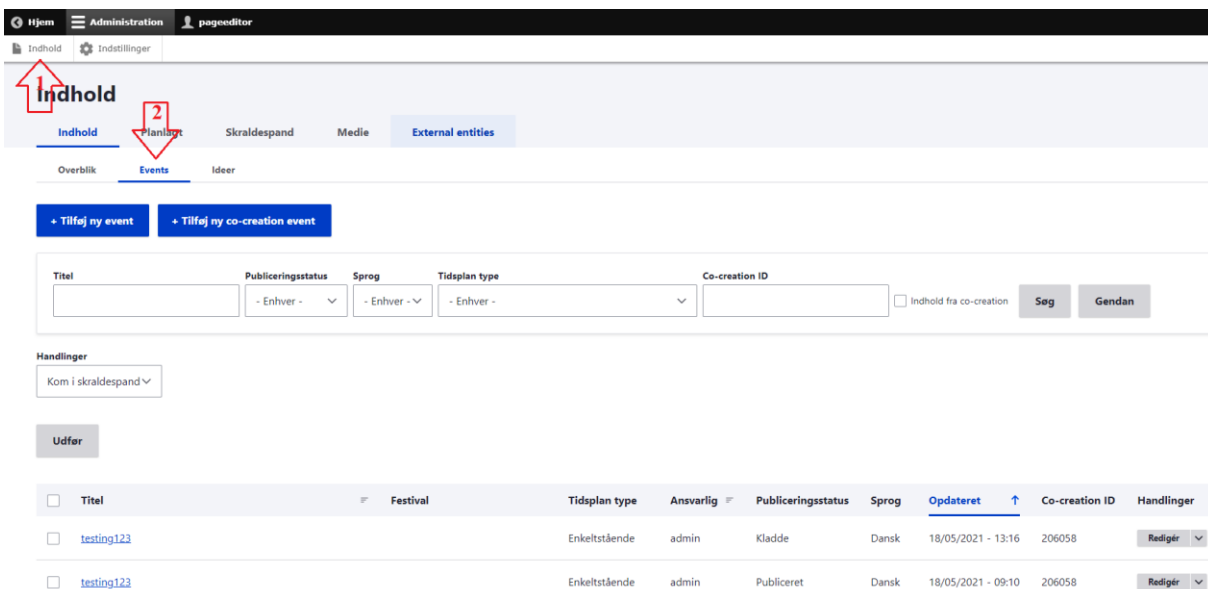 Hjem Administration pageeditor
Indhold Indstillinger
1
Indhold
2
Indhold Planlagt Skraldespand Medie External entities
Overblik Events Ideer
+ Tilføj ny event + Tilføj ny co-creation event
Titel Publiceringsstatus Sprog Tidsplan type Co-creation ID
- Enhver - - Enhver - - Enhver - Indhold fra co-creation Søg Gendan
Handlinger
Kom i skraldespand
Udfør
Titel Festival Tidsplan type Ansvarlig Publiceringsstatus Sprog Opdateret Co-creation ID Handlinger
testing123 Enkeltstående admin Kladde Dansk 18/05/2021 - 13:16 206058 Redigér
testing123 Enkeltstående admin Publiceret Dansk 18/05/2021 - 09:10 206058 Redigér